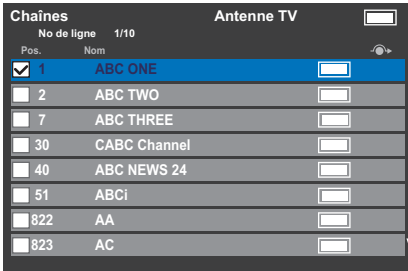 Chaînes Antenne TV
No de ligne 1/10
Pos. Nom
1 ABC ONE
2 ABC TWO
7 ABC THREE
30 CABC Channel
40 ABC NEWS 24
51 ABCi
822 AA
823 AC